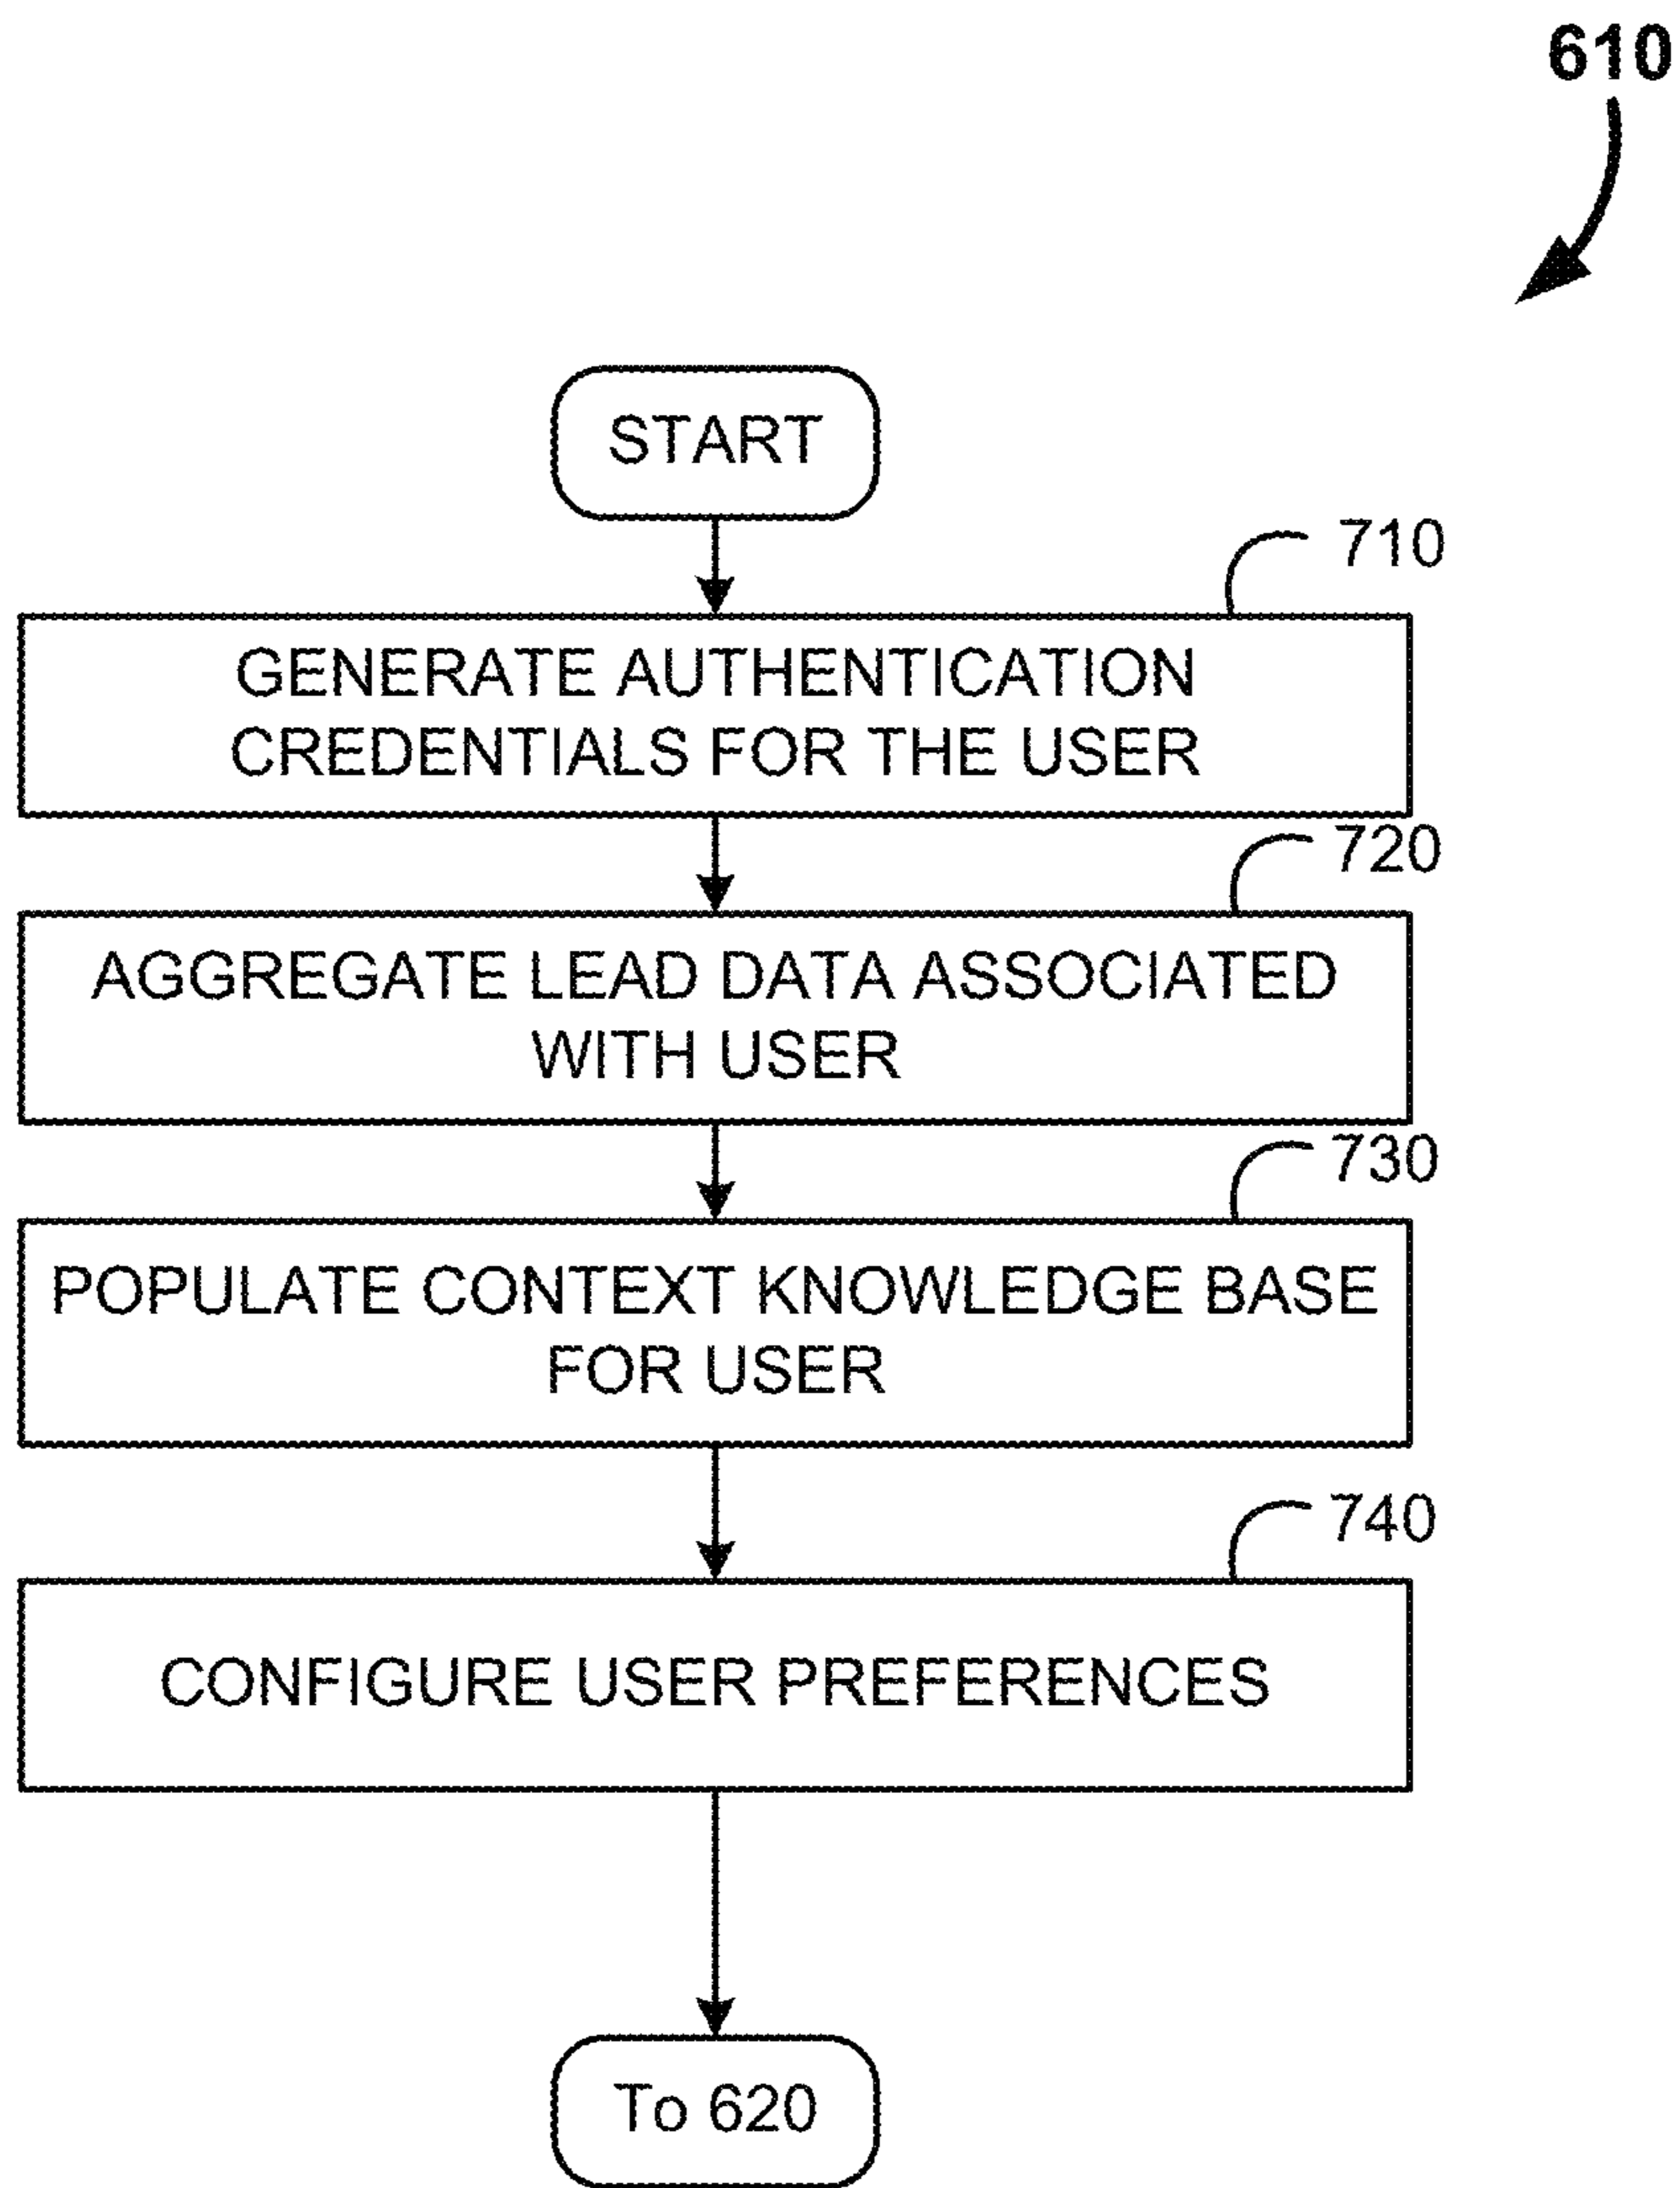 610
START
710
GENERATE AUTHENTICATION
CREDENTIALS FOR THE USER
720
AGGREGATE LEAD DATA ASSOCIATED
WITH USER
730
POPULATE CONTEXT KNOWLEDGE BASE
FOR USER
740
CONFIGURE USER PREFERENCES
To 620